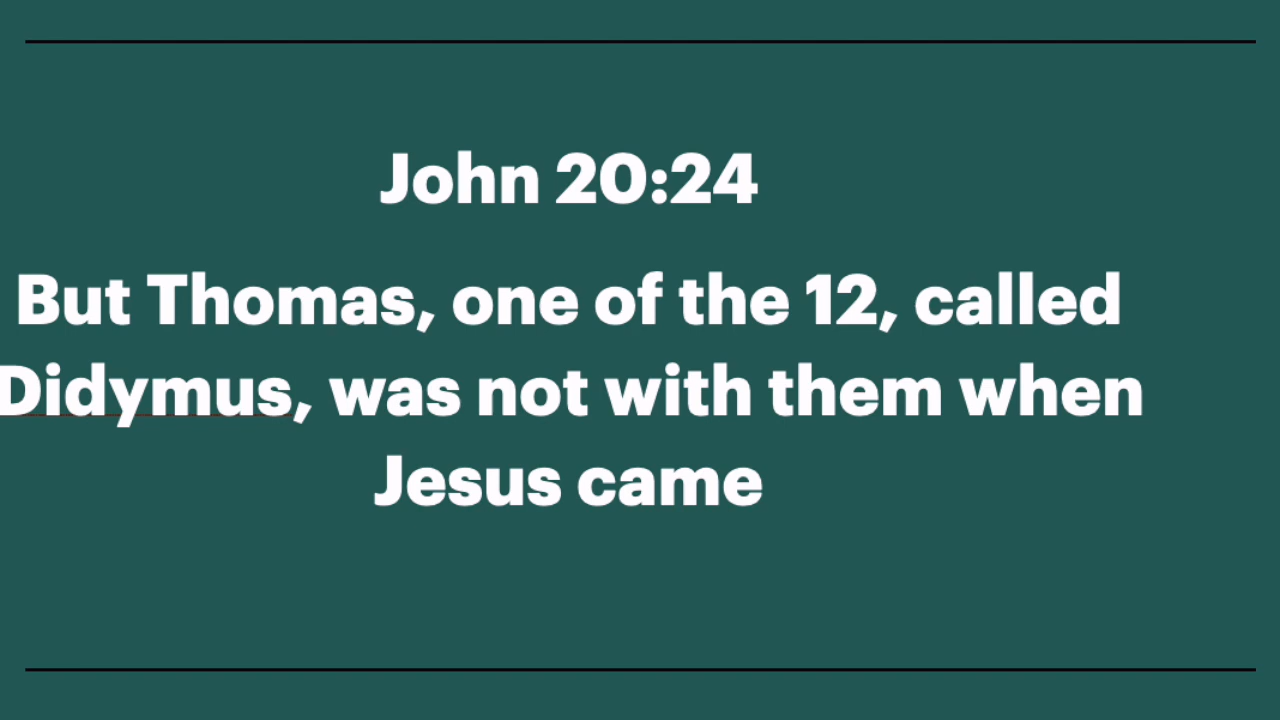 John 20:24
But Thomas, one of the 12, called
Didymus, was not with them when
Jesus came